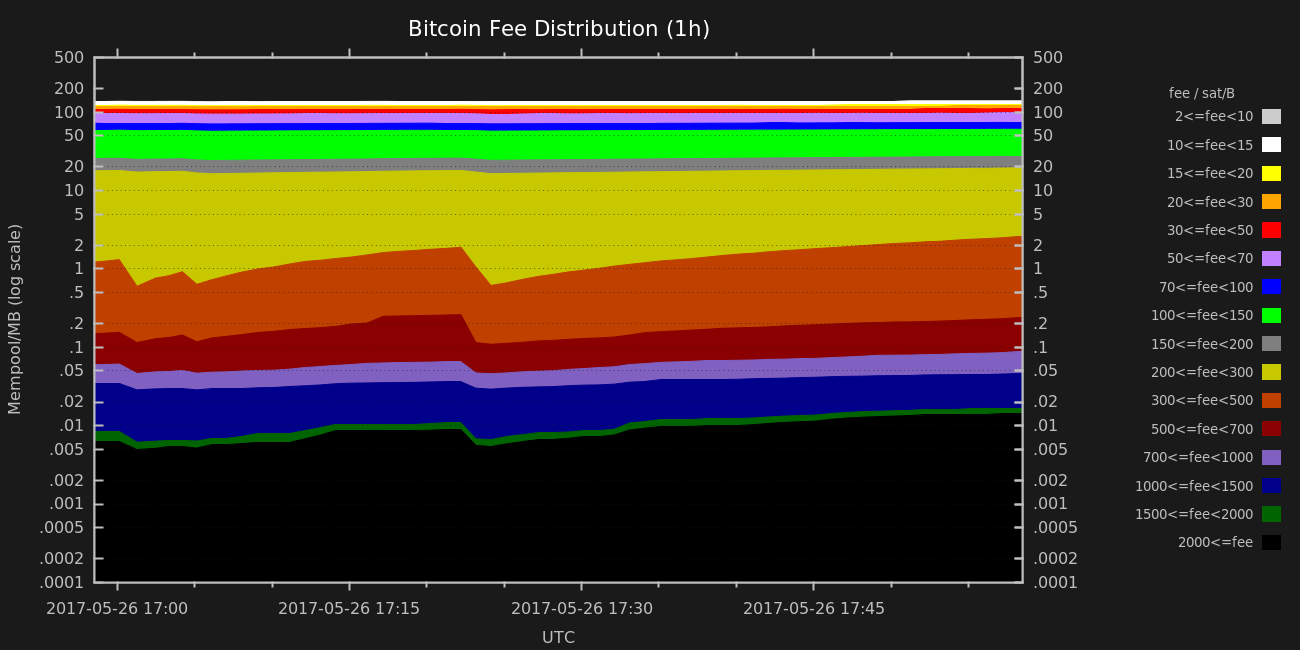 Bitcoin Fee Distribution (1h)
Mempool/MB (log scale)
500
200
100
50
20
10
5
2
1
.5
.2
.1
.05
.02
.01
.005
.002
.001
.0005
.0002
.0001
500
200
100
50
20
10
5
2
1
.5
.2
.1
.05
.02
.01
.005
.002
.001
.0005
.0002
.0001
2017-05-26 17:00
2017-05-26 17:15
2017-05-26 17:30
2017-05-26 17:45
UTC
fee / sat/B
2<=fee<10
10<=fee<15
15<=fee<20
20<=fee<30
30<=fee<50
50<=fee<70
70<=fee<100
100<=fee<150
150<=fee<200
200<=fee<300
300<=fee<500
500<=fee<700
700<=fee<1000
1000<=fee<1500
1500<=fee<2000
2000<=fee